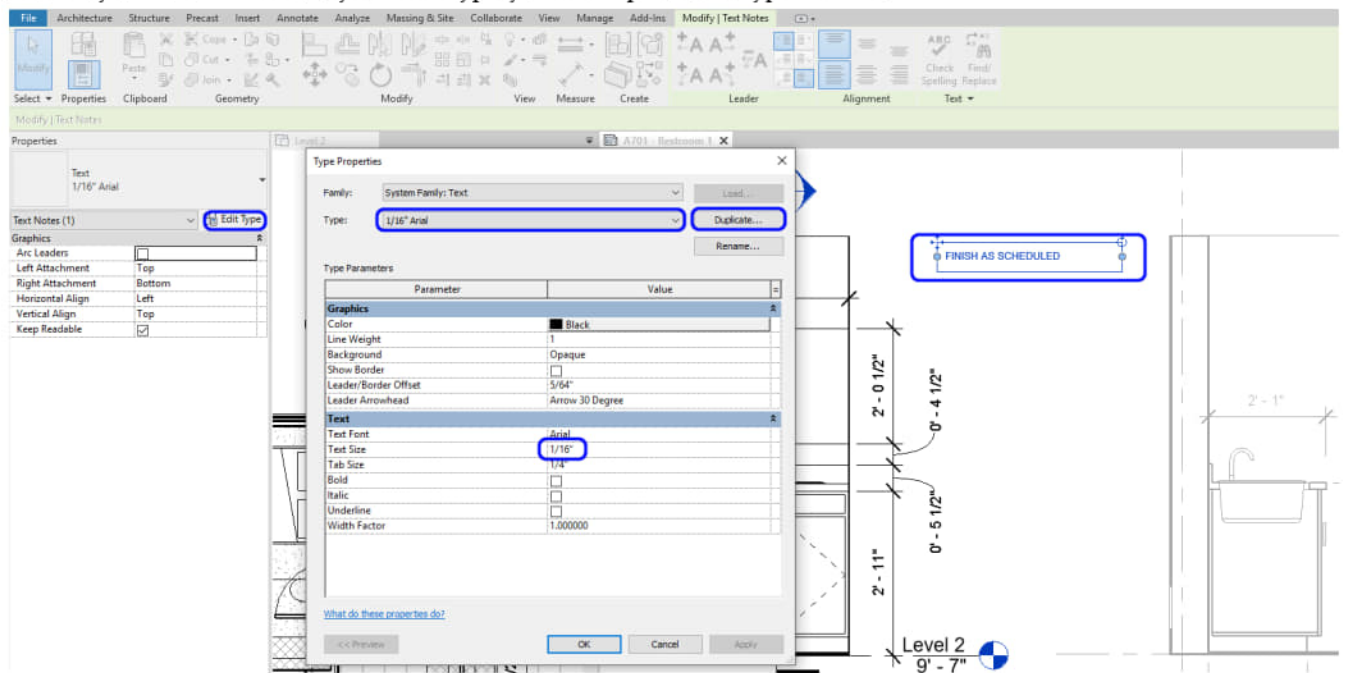 File Architecture Structure Precast Insert Annotate Analyze Massing & Site Collaborate View Manage Add-Ins Modify | Text Notes
Modify Paste Cope Cut Join ABC Check Spelling Find/ Replace
Select Properties Clipboard Geometry Modify View Measure Create Leader Alignment Text
Modify | Text Notes
Properties
Level 2
A701 - Restroom 1
Text
1/16" Arial
Text Notes (1) Edit Type
Graphics
Arc Leaders
Left Attachment Top
Right Attachment Bottom
Horizontal Align Left
Vertical Align Top
Keep Readable
Type Properties
Family: System Family: Text Load...
Type: 1/16" Arial Duplicate...
Rename...
Type Parameters
Parameter Value =
Graphics
Color Black
Line Weight 1
Background Opaque
Show Border
Leader/Border Offset 5/64"
Leader Arrowhead Arrow 30 Degree
Text
Text Font Arial
Text Size 1/16"
Tab Size 1/4"
Bold
Italic
Underline
Width Factor 1.000000
What do these properties do?
<< Preview OK Cancel Apply
FINISH AS SCHEDULED
2' - 0 1/2"
0' - 4 1/2"
2' - 1"
0' - 5 1/2"
2' - 11"
Level 2
9' - 7"